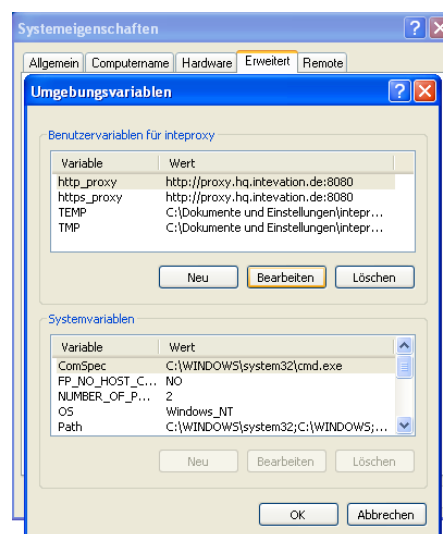 Systemeigenschaften
Allgemein Computername Hardware Erweitert Remote
Umgebungsvariablen
Benutzervariablen für inteproxy
Variable Wert
http_proxy http://proxy.hq.intevation.de:8080
https_proxy http://proxy.hq.intevation.de:8080
TEMP C:\Dokumente und Einstellungen\intepr...
TMP C:\Dokumente und Einstellungen\intepr...
Neu Bearbeiten Löschen
Systemvariablen
Variable Wert
ComSpec C:\WINDOWS\system32\cmd.exe
FP_NO_HOST_C... NO
NUMBER_OF_P... 2
OS Windows_NT
Path C:\WINDOWS\system32;C:\WINDOWS;...
Neu Bearbeiten Löschen
OK Abbrechen